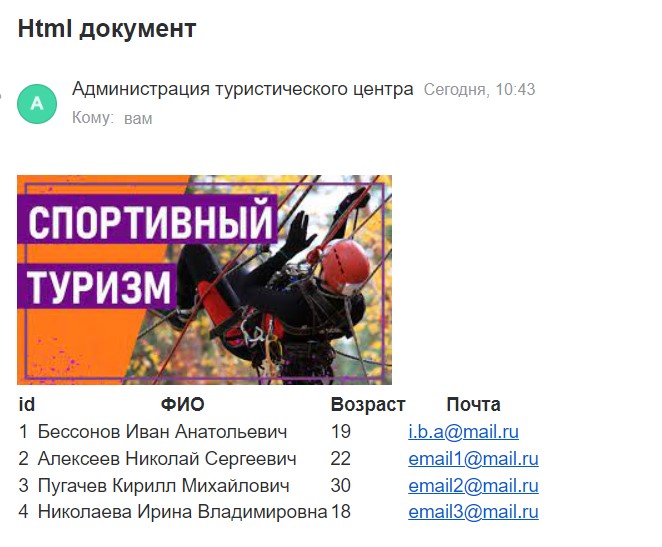 Html документ
А
Администрация туристического центра Сегодня, 10:43
Кому: вам
СПОРТИВНЫЙ
ТУРИЗМ
id ФИО Возраст Почта
1 Бессонов Иван Анатольевич 19 i.b.a@mail.ru
2 Алексеев Николай Сергеевич 22 email1@mail.ru
3 Пугачев Кирилл Михайлович 30 email2@mail.ru
4 Николаева Ирина Владимировна 18 email3@mail.ru